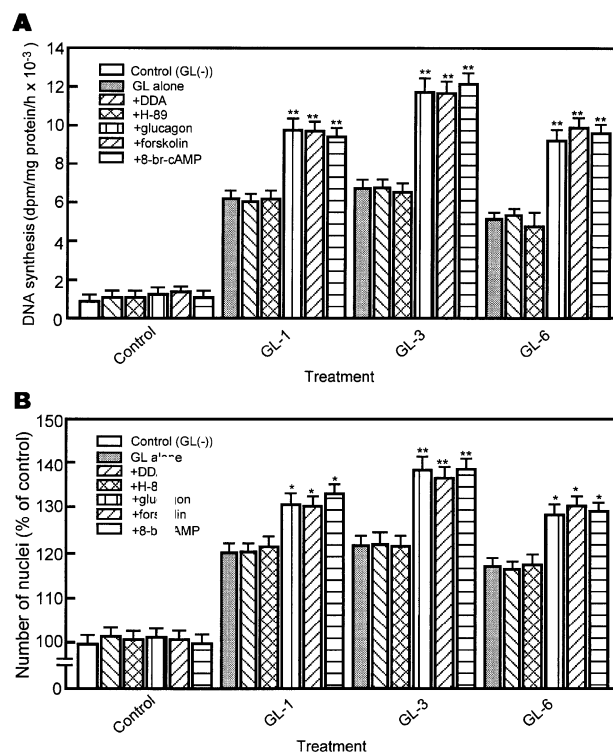 A
DNA synthesis (dpm/mg protein/h x 10-3)
14
12
10
8
6
4
2
0
Control (GL(-))
GL alone
+DDA
+H-89
+glucagon
+forskolin
+8-br-cAMP
** ** **
** ** **
** ** **
Control
GL-1
GL-3
GL-6
Treatment
B
Number of nuclei (% of control)
150
140
130
120
110
100
0
Control (GL(-))
GL
+H-8
* * *
** ** **
* * *
Control
GL-1
GL-3
GL-6
Treatment